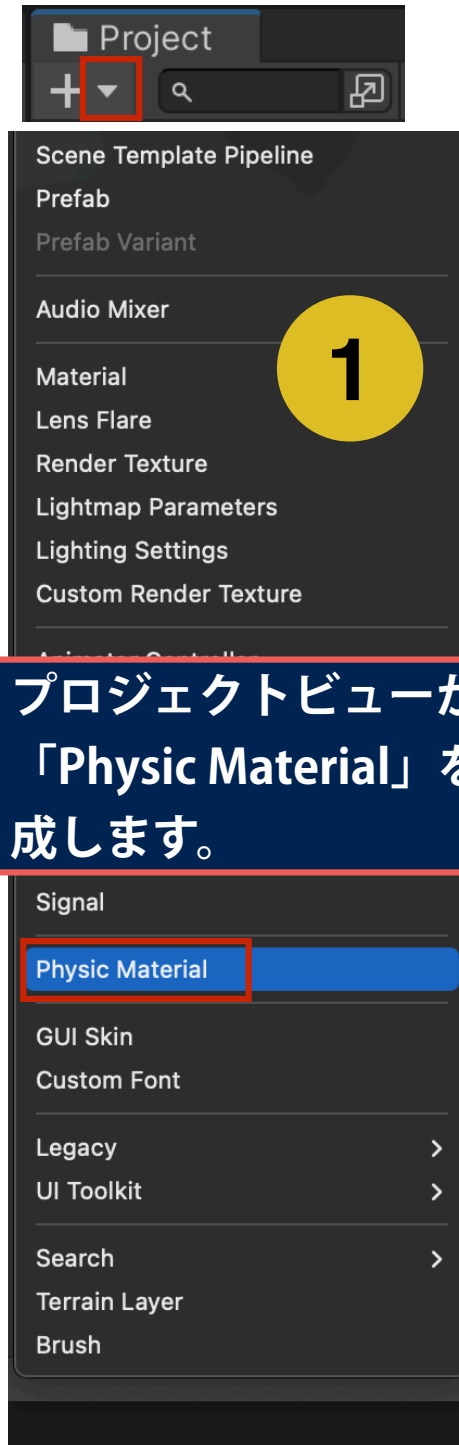 Project
Scene Template Pipeline
Prefab
Prefab Variant
Audio Mixer
1
Material
Lens Flare
Render Texture
Lightmap Parameters
Lighting Settings
Custom Render Texture
プロジェクトビューか
「Physic Material」を
成します。
Signal
Physic Material
GUI Skin
Custom Font
Legacy
UI Toolkit
Search
Terrain Layer
Brush